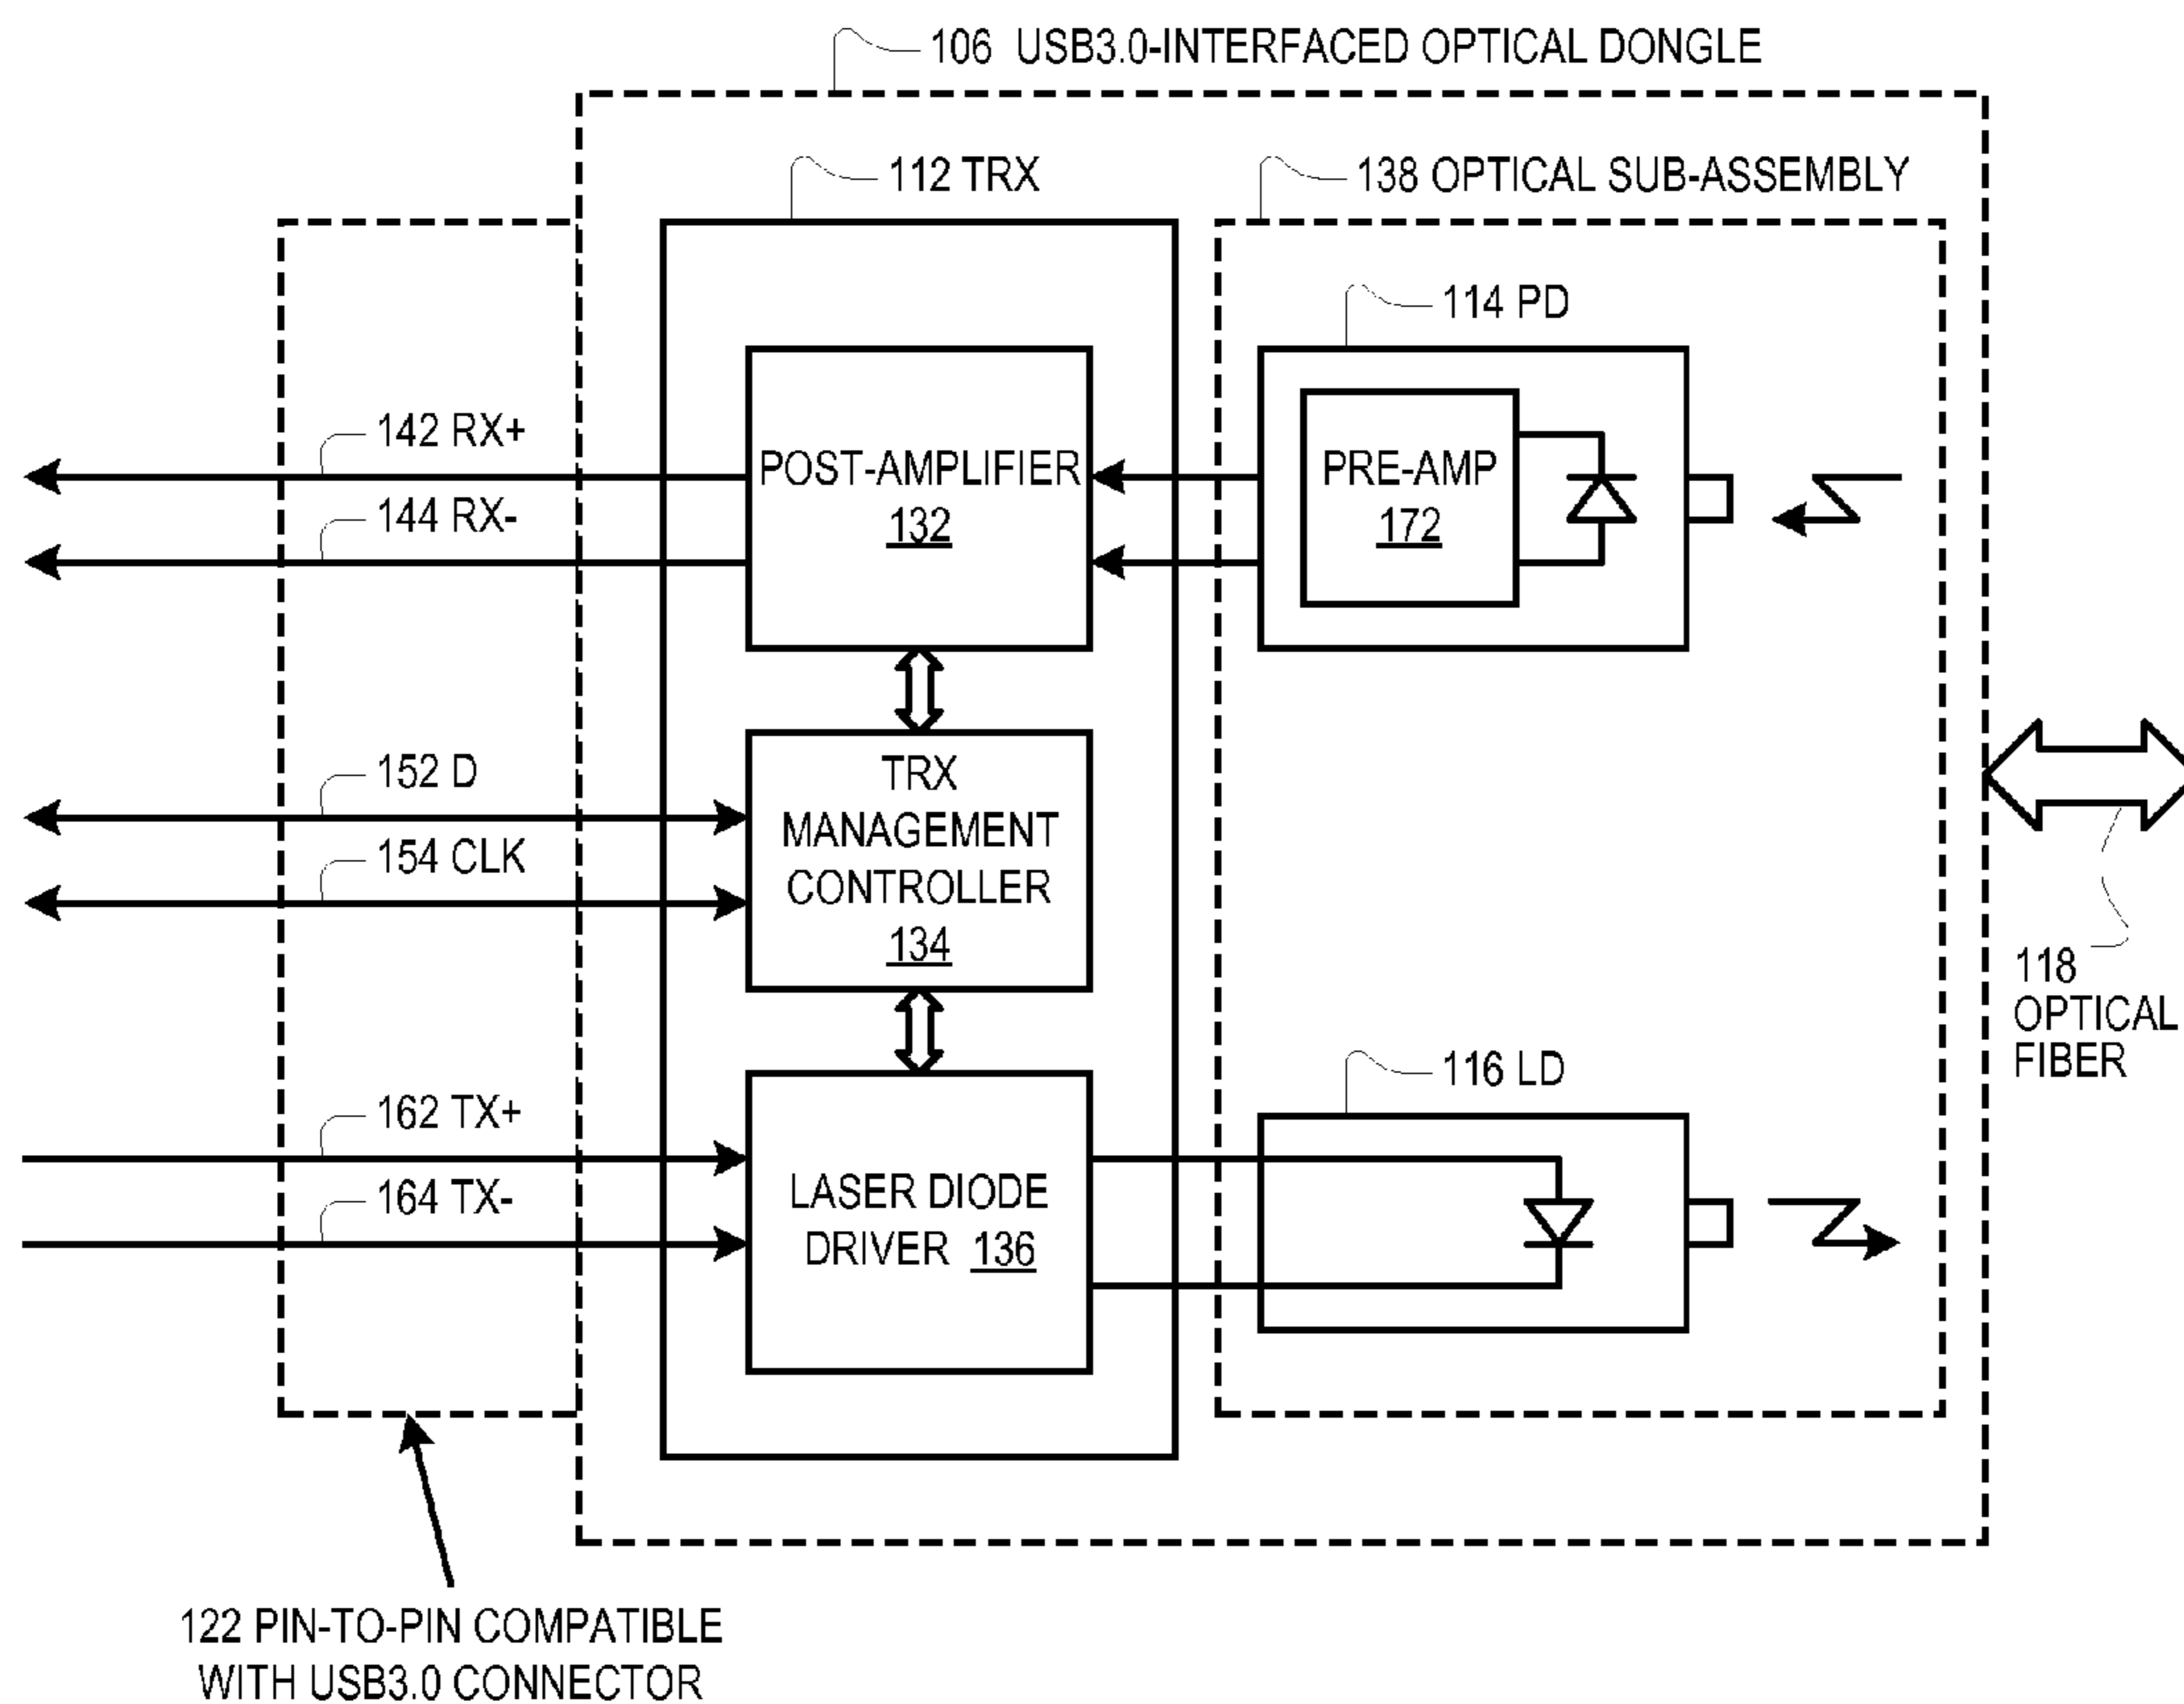 106 USB3.0-INTERFACED OPTICAL DONGLE
112 TRX
138 OPTICAL SUB-ASSEMBLY
114 PD
142 RX+
144 RX-
POST-AMPLIFIER
132
PRE-AMP
172
152 D
154 CLK
TRX
MANAGEMENT
CONTROLLER
134
118
OPTICAL
FIBER
116 LD
162 TX+
164 TX-
LASER DIODE
DRIVER 136
122 PIN-TO-PIN COMPATIBLE
WITH USB3.0 CONNECTOR